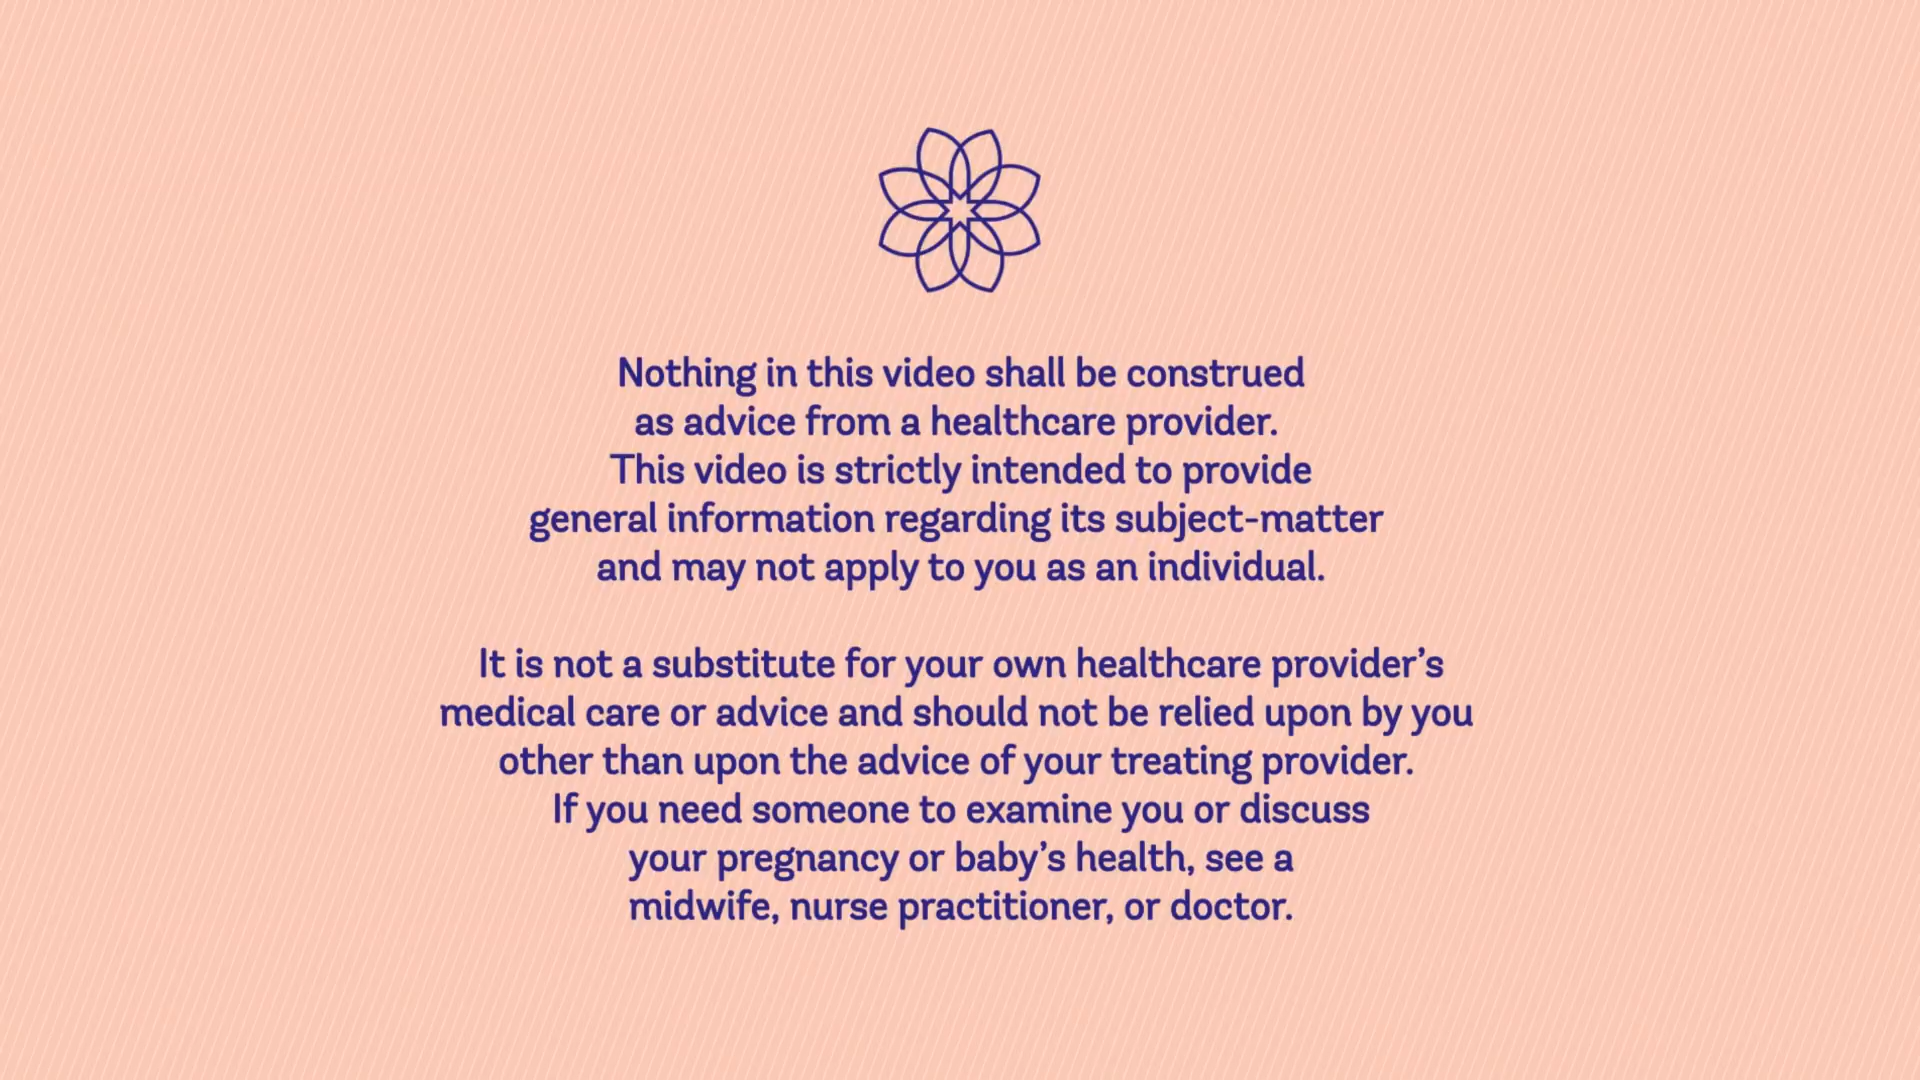 Nothing in this video shall be construed
as advice from a healthcare provider.
This video is strictly intended to provide
general information regarding its subject-matter
and may not apply to you as an individual.
It is not a substitute for your own healthcare provider’s
medical care or advice and should not be relied upon by you
other than upon the advice of your treating provider.
If you need someone to examine you or discuss
your pregnancy or baby’s health, see a
midwife, nurse practitioner, or doctor.